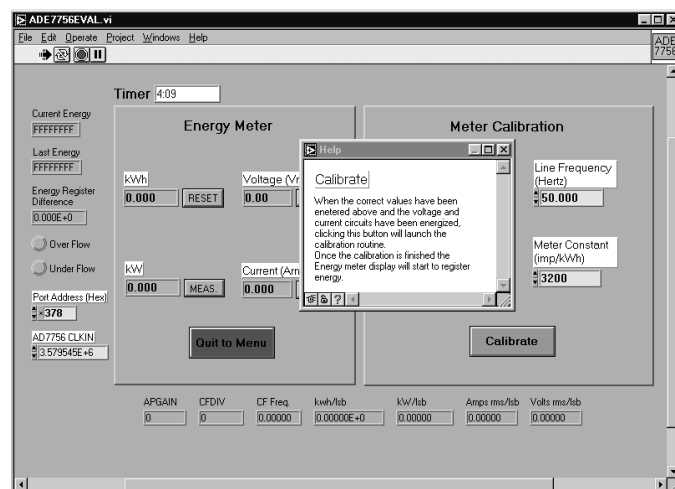 ADE7756EVAL.vi
File Edit Operate Project Windows Help
ADE
7756
Timer 4:09
Current Energy
FFFFFFFF
Last Energy
FFFFFFFF
Energy Register
Difference
0.000E+0
Over Flow
Under Flow
Port Address (Hex)
×378
AD7756 CLKIN
3.579545E+6
Energy Meter
kWh
0.000 RESET
Voltage (Vr
0.00
kW
0.000 MEAS.
Current (Arn
0.000
Quit to Menu
Help
Calibrate
When the correct values have been
enetered above and the voltage and
current circuits have been energized,
clicking this button will launch the
calibration routine.
Once the calibration is finished the
Energy meter display will start to register
energy.
?
Meter Calibration
Line Frequency
(Hertz)
50.000
Meter Constant
(imp/kWh)
3200
Calibrate
APGAIN CFDIV CF Freq. kwh/lsb kW/lsb Amps rms/lsb Volts rms/lsb
0 0 0.00000 0.00000E+0 0.00000 0.00000 0.00000